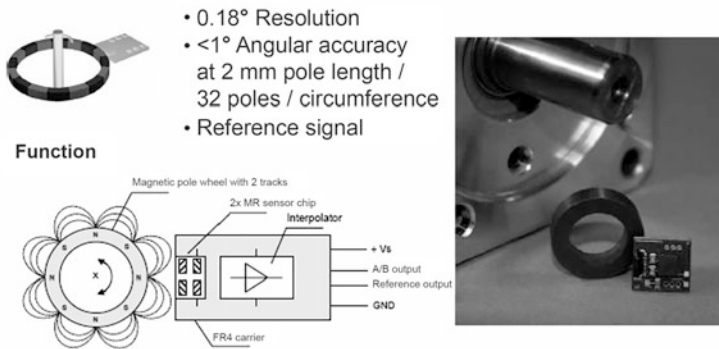 • 0.18° Resolution
• <1° Angular accuracy
at 2 mm pole length /
32 poles / circumference
• Reference signal
Function
Magnetic pole wheel with 2 tracks
2x MR sensor chip
Interpolator
+ Vs
A/B output
Reference output
GND
FR4 carrier
N
S
S
N
N
X
S
S
N